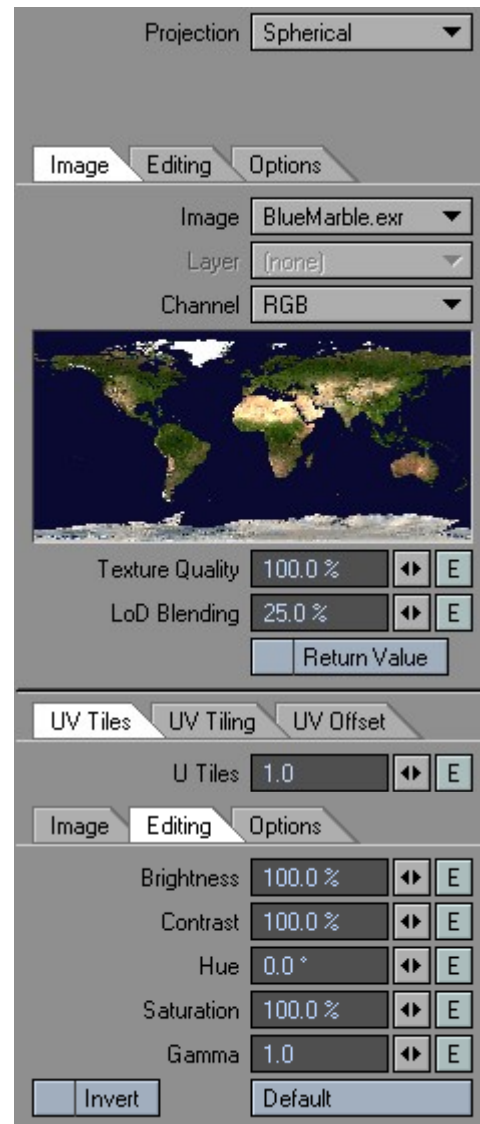 Projection Spherical
Image Editing Options
Image BlueMarble.exr
Layer (none)
Channel RGB
Texture Quality 100.0 % E
LoD Blending 25.0 % E
Return Value
UV Tiles UV Tiling UV Offset
U Tiles 1.0 E
Image Editing Options
Brightness 100.0 % E
Contrast 100.0 % E
Hue 0.0 ° E
Saturation 100.0 % E
Gamma 1.0 E
Invert Default